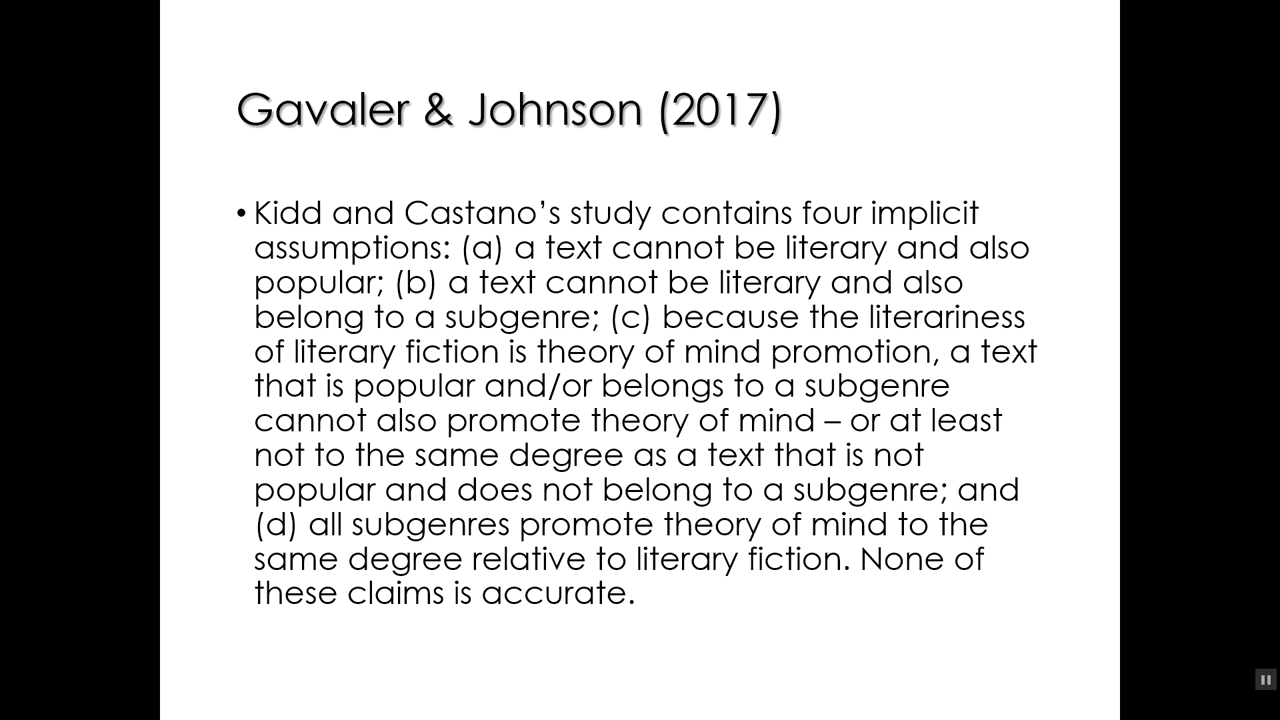 Gavaler & Johnson (2017)
• Kidd and Castano’s study contains four implicit
assumptions: (a) a text cannot be literary and also
popular; (b) a text cannot be literary and also
belong to a subgenre; (c) because the literariness
of literary fiction is theory of mind promotion, a text
that is popular and/or belongs to a subgenre
cannot also promote theory of mind – or at least
not to the same degree as a text that is not
popular and does not belong to a subgenre; and
(d) all subgenres promote theory of mind to the
same degree relative to literary fiction. None of
these claims is accurate.